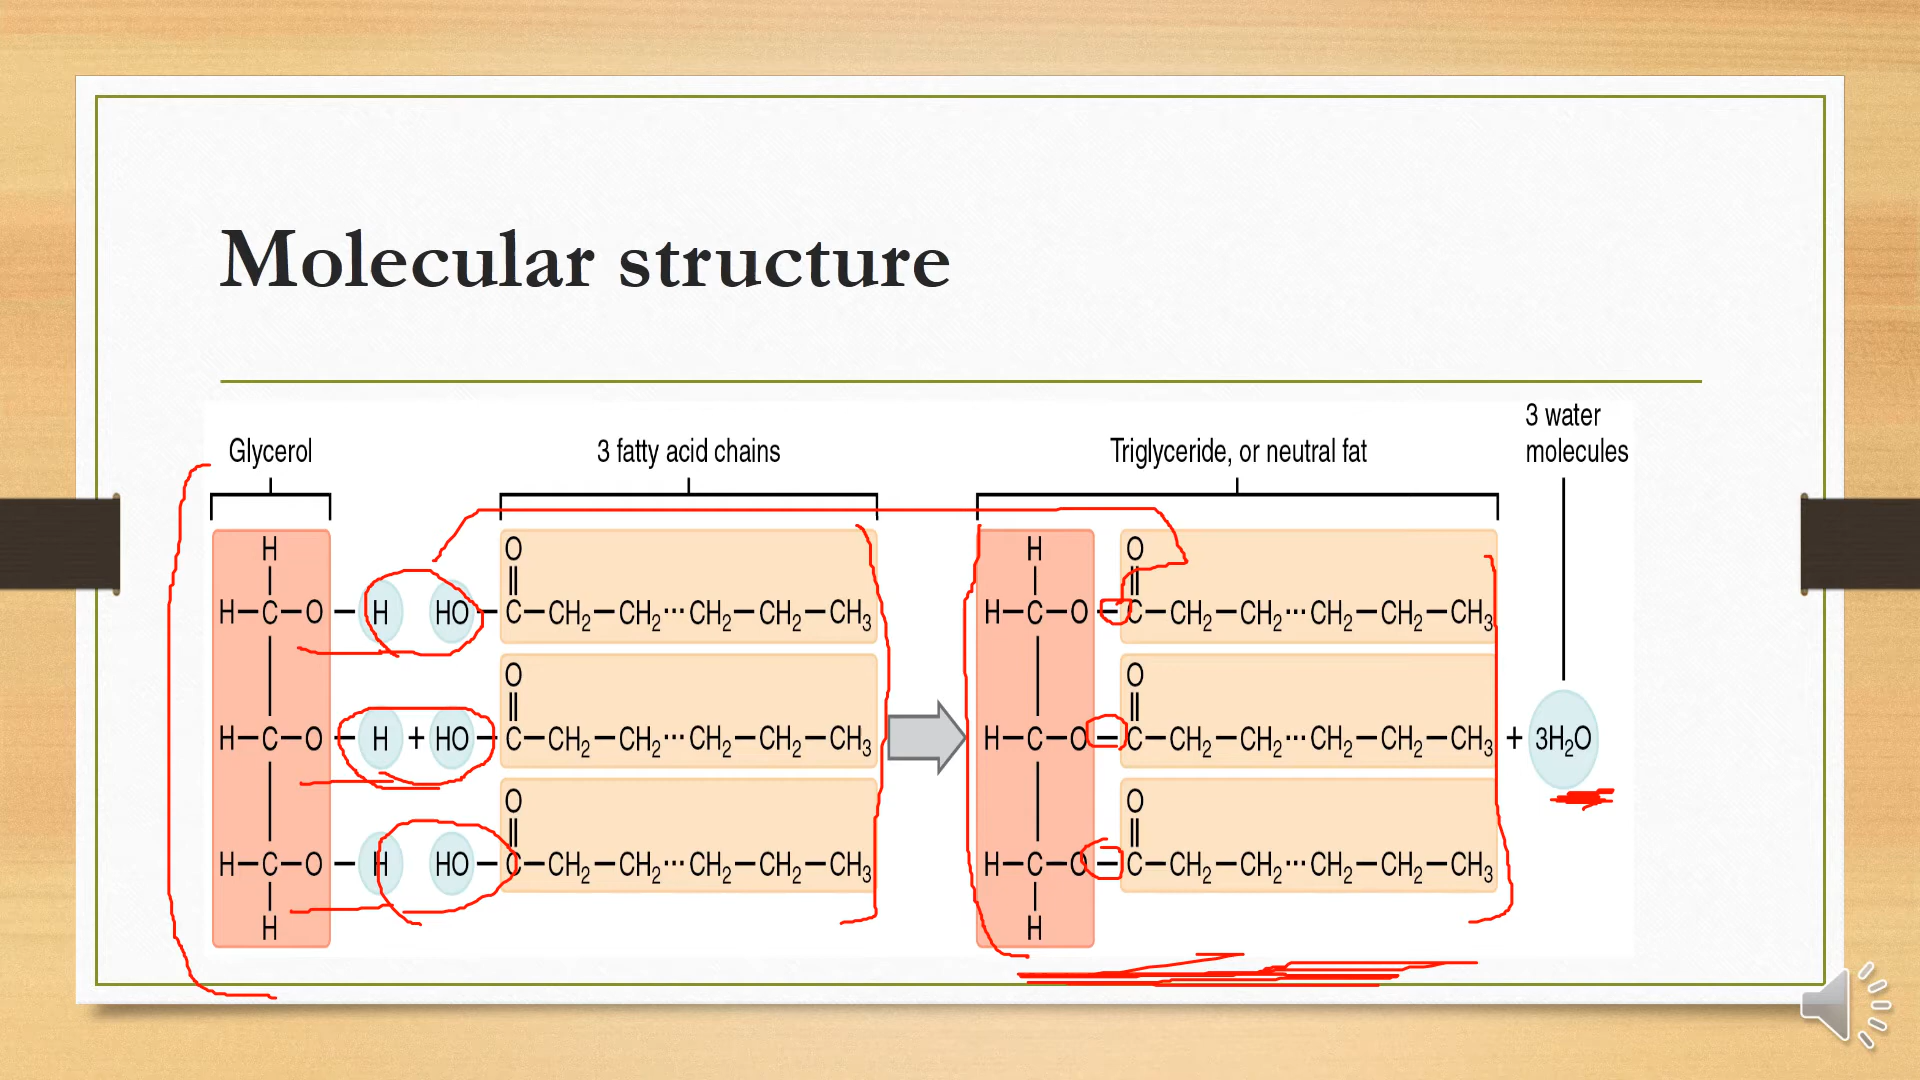 Molecular structure
3 water
molecules
Glycerol
3 fatty acid chains
Triglyceride, or neutral fat
H
O
H
O
H—C—O—H HO—C—CH₂—CH₂···CH₂—CH₂—CH₃
H—C—O—C—CH₂—CH₂···CH₂—CH₂—CH₃
O
O
H—C—O—H + HO—C—CH₂—CH₂···CH₂—CH₂—CH₃
H—C—O—C—CH₂—CH₂···CH₂—CH₂—CH₃ + 3H₂O
O
O
H—C—O—H HO—C—CH₂—CH₂···CH₂—CH₂—CH₃
H—C—O—C—CH₂—CH₂···CH₂—CH₂—CH₃
H
H